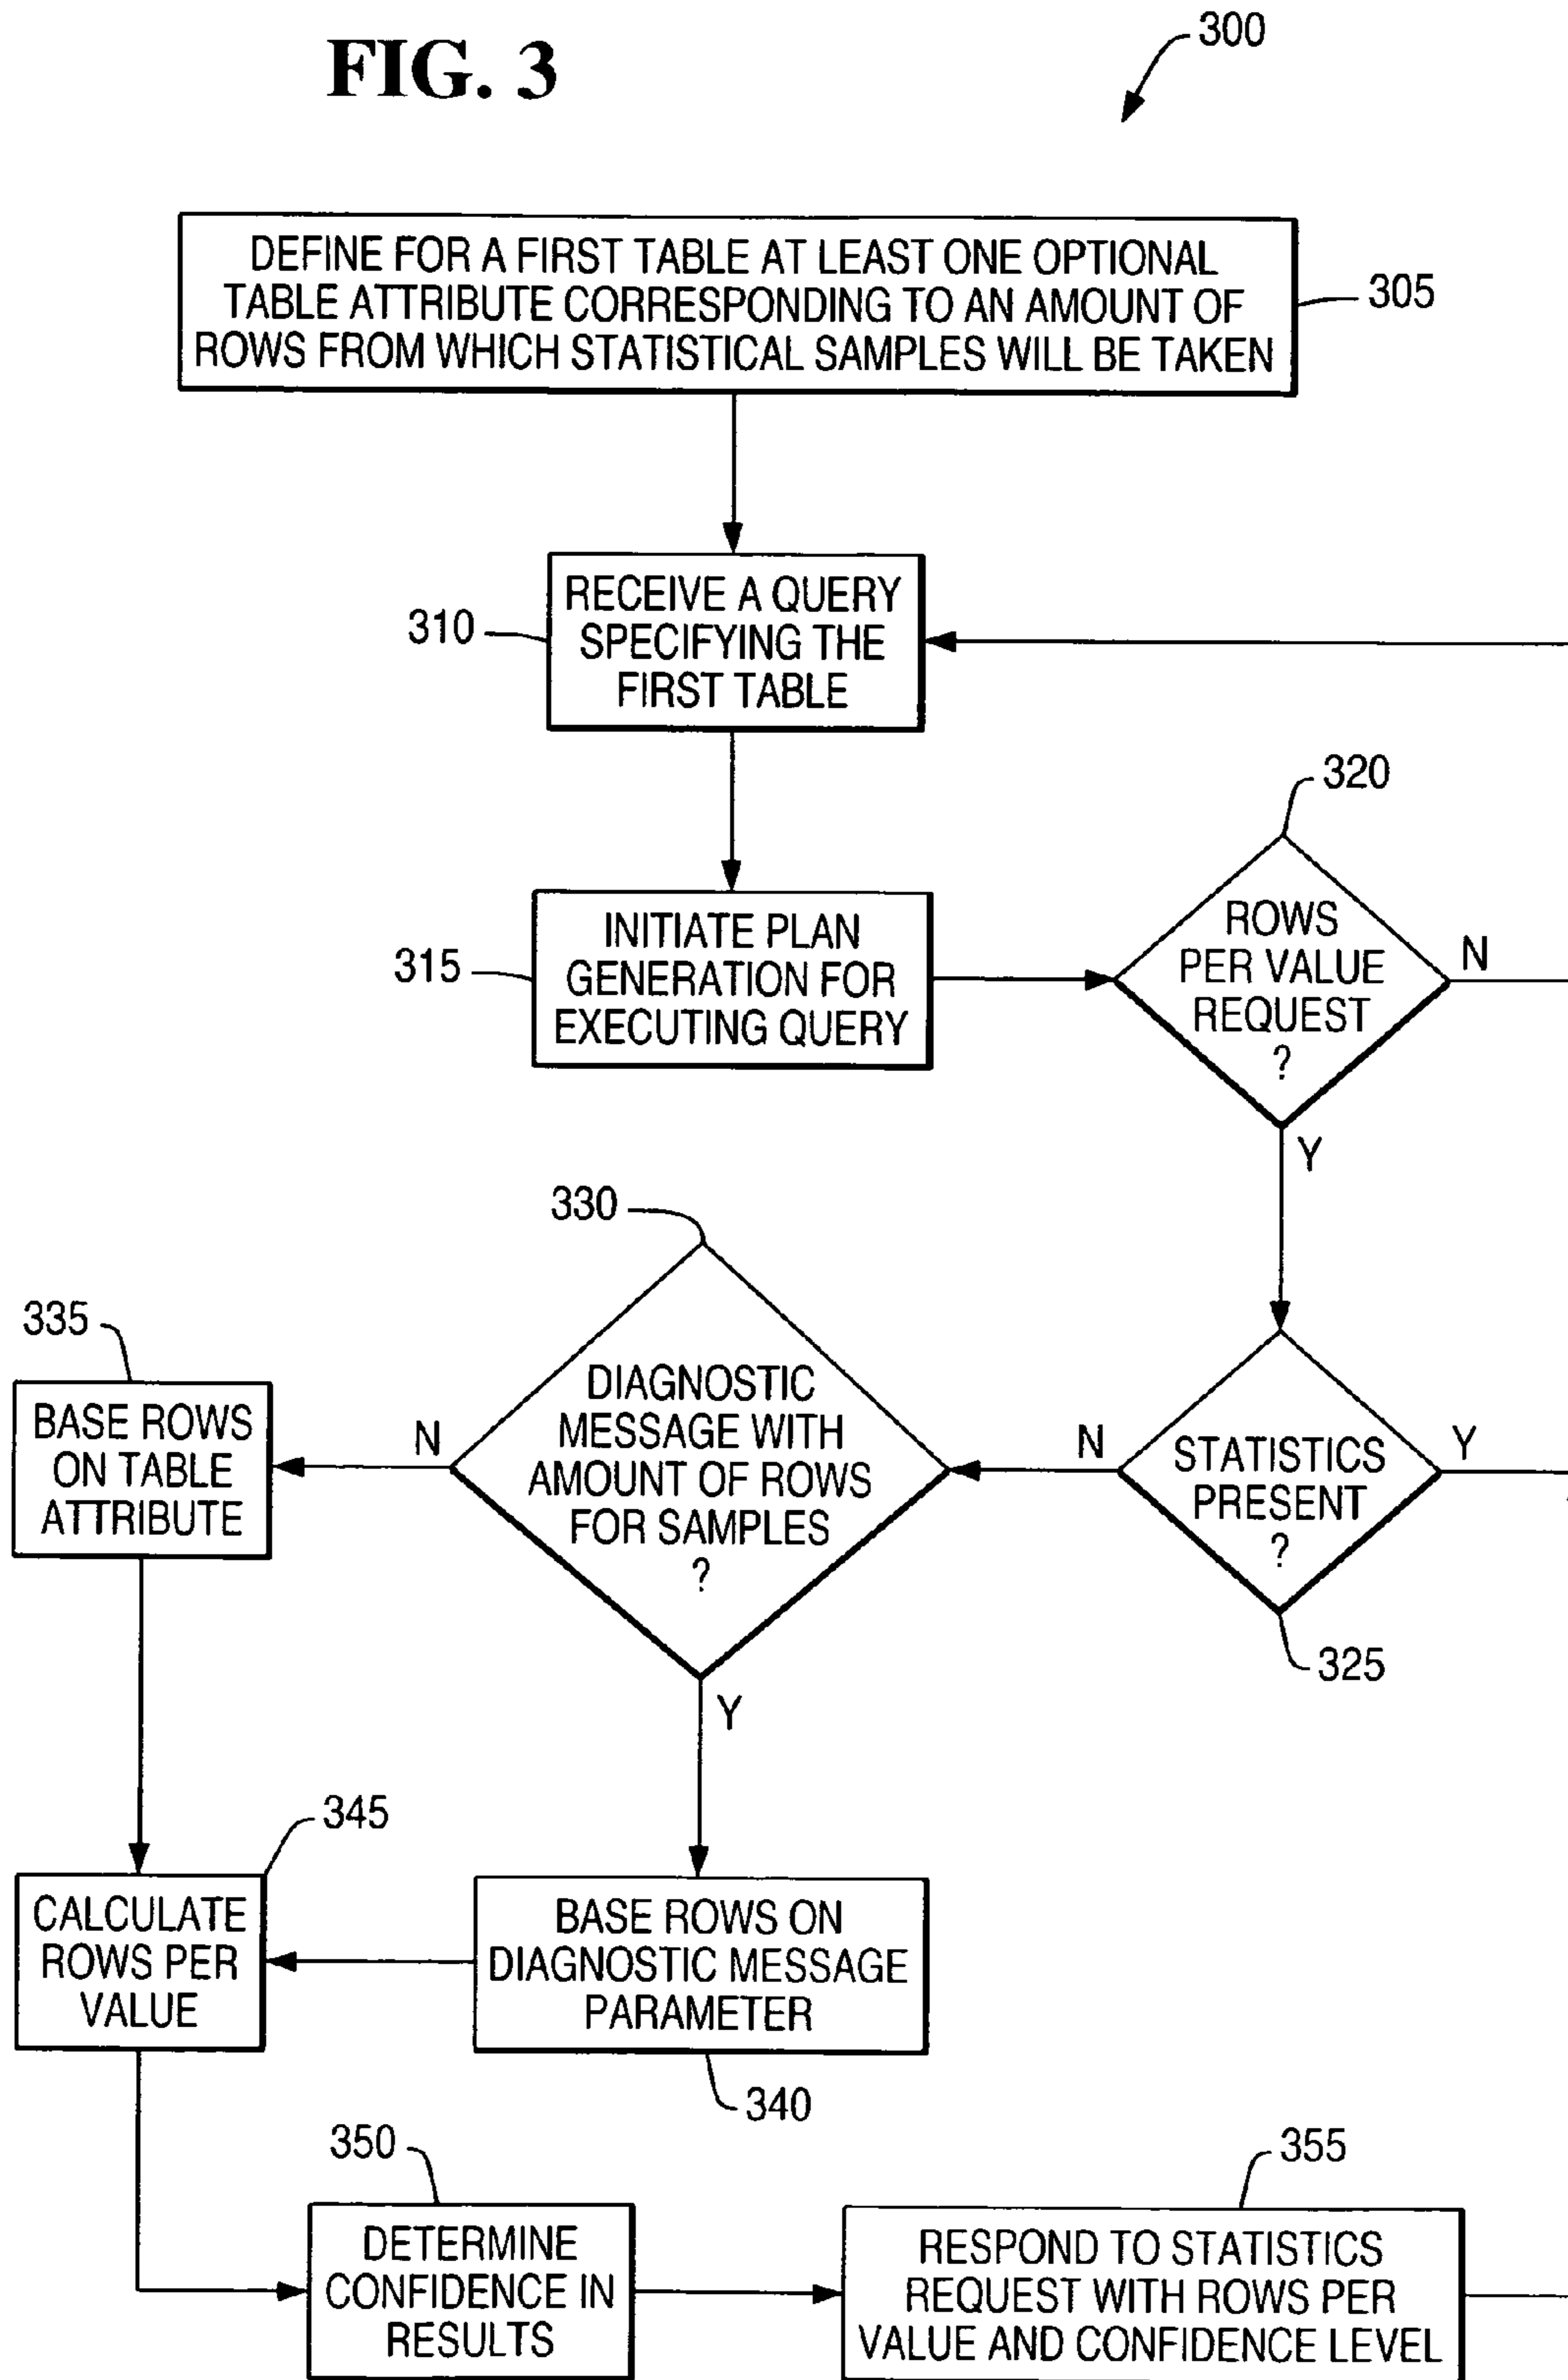 FIG. 3
300
DEFINE FOR A FIRST TABLE AT LEAST ONE OPTIONAL
TABLE ATTRIBUTE CORRESPONDING TO AN AMOUNT OF
ROWS FROM WHICH STATISTICAL SAMPLES WILL BE TAKEN
305
RECEIVE A QUERY
SPECIFYING THE
FIRST TABLE
310
INITIATE PLAN
GENERATION FOR
EXECUTING QUERY
315
320
ROWS
PER VALUE
REQUEST
?
N
Y
STATISTICS
PRESENT
?
N
Y
325
330
DIAGNOSTIC
MESSAGE WITH
AMOUNT OF ROWS
FOR SAMPLES
?
N
Y
335
BASE ROWS
ON TABLE
ATTRIBUTE
345
CALCULATE
ROWS PER
VALUE
BASE ROWS ON
DIAGNOSTIC MESSAGE
PARAMETER
340
350
DETERMINE
CONFIDENCE IN
RESULTS
355
RESPOND TO STATISTICS
REQUEST WITH ROWS PER
VALUE AND CONFIDENCE LEVEL